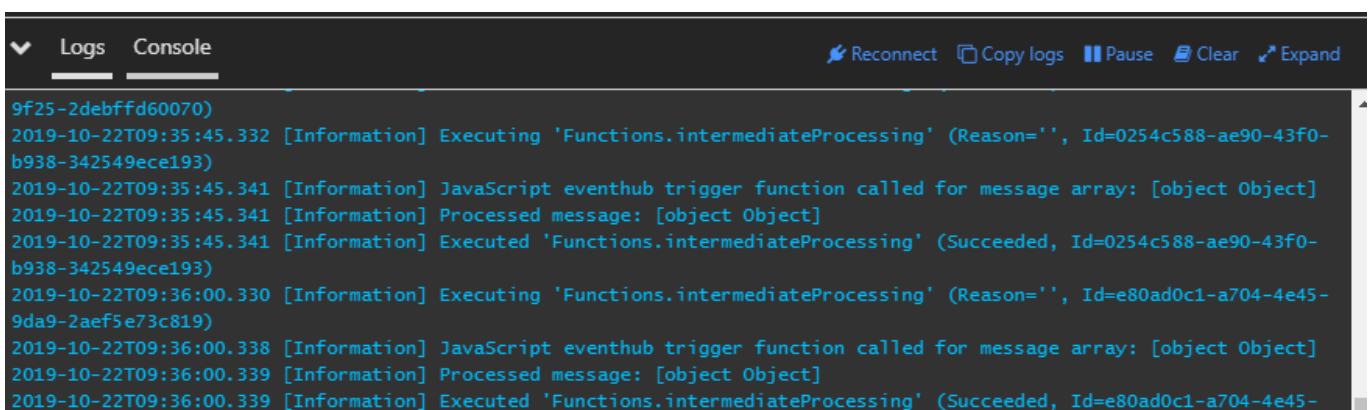 Logs Console Reconnect Copy logs Pause Clear Expand
9f25-2debffd60070)
2019-10-22T09:35:45.332 [Information] Executing 'Functions.intermediateProcessing' (Reason='', Id=0254c588-ae90-43f0-
b938-342549ece193)
2019-10-22T09:35:45.341 [Information] JavaScript eventhub trigger function called for message array: [object Object]
2019-10-22T09:35:45.341 [Information] Processed message: [object Object]
2019-10-22T09:35:45.341 [Information] Executed 'Functions.intermediateProcessing' (Succeeded, Id=0254c588-ae90-43f0-
b938-342549ece193)
2019-10-22T09:36:00.330 [Information] Executing 'Functions.intermediateProcessing' (Reason='', Id=e80ad0c1-a704-4e45-
9da9-2aef5e73c819)
2019-10-22T09:36:00.338 [Information] JavaScript eventhub trigger function called for message array: [object Object]
2019-10-22T09:36:00.339 [Information] Processed message: [object Object]
2019-10-22T09:36:00.339 [Information] Executed 'Functions.intermediateProcessing' (Succeeded, Id=e80ad0c1-a704-4e45-